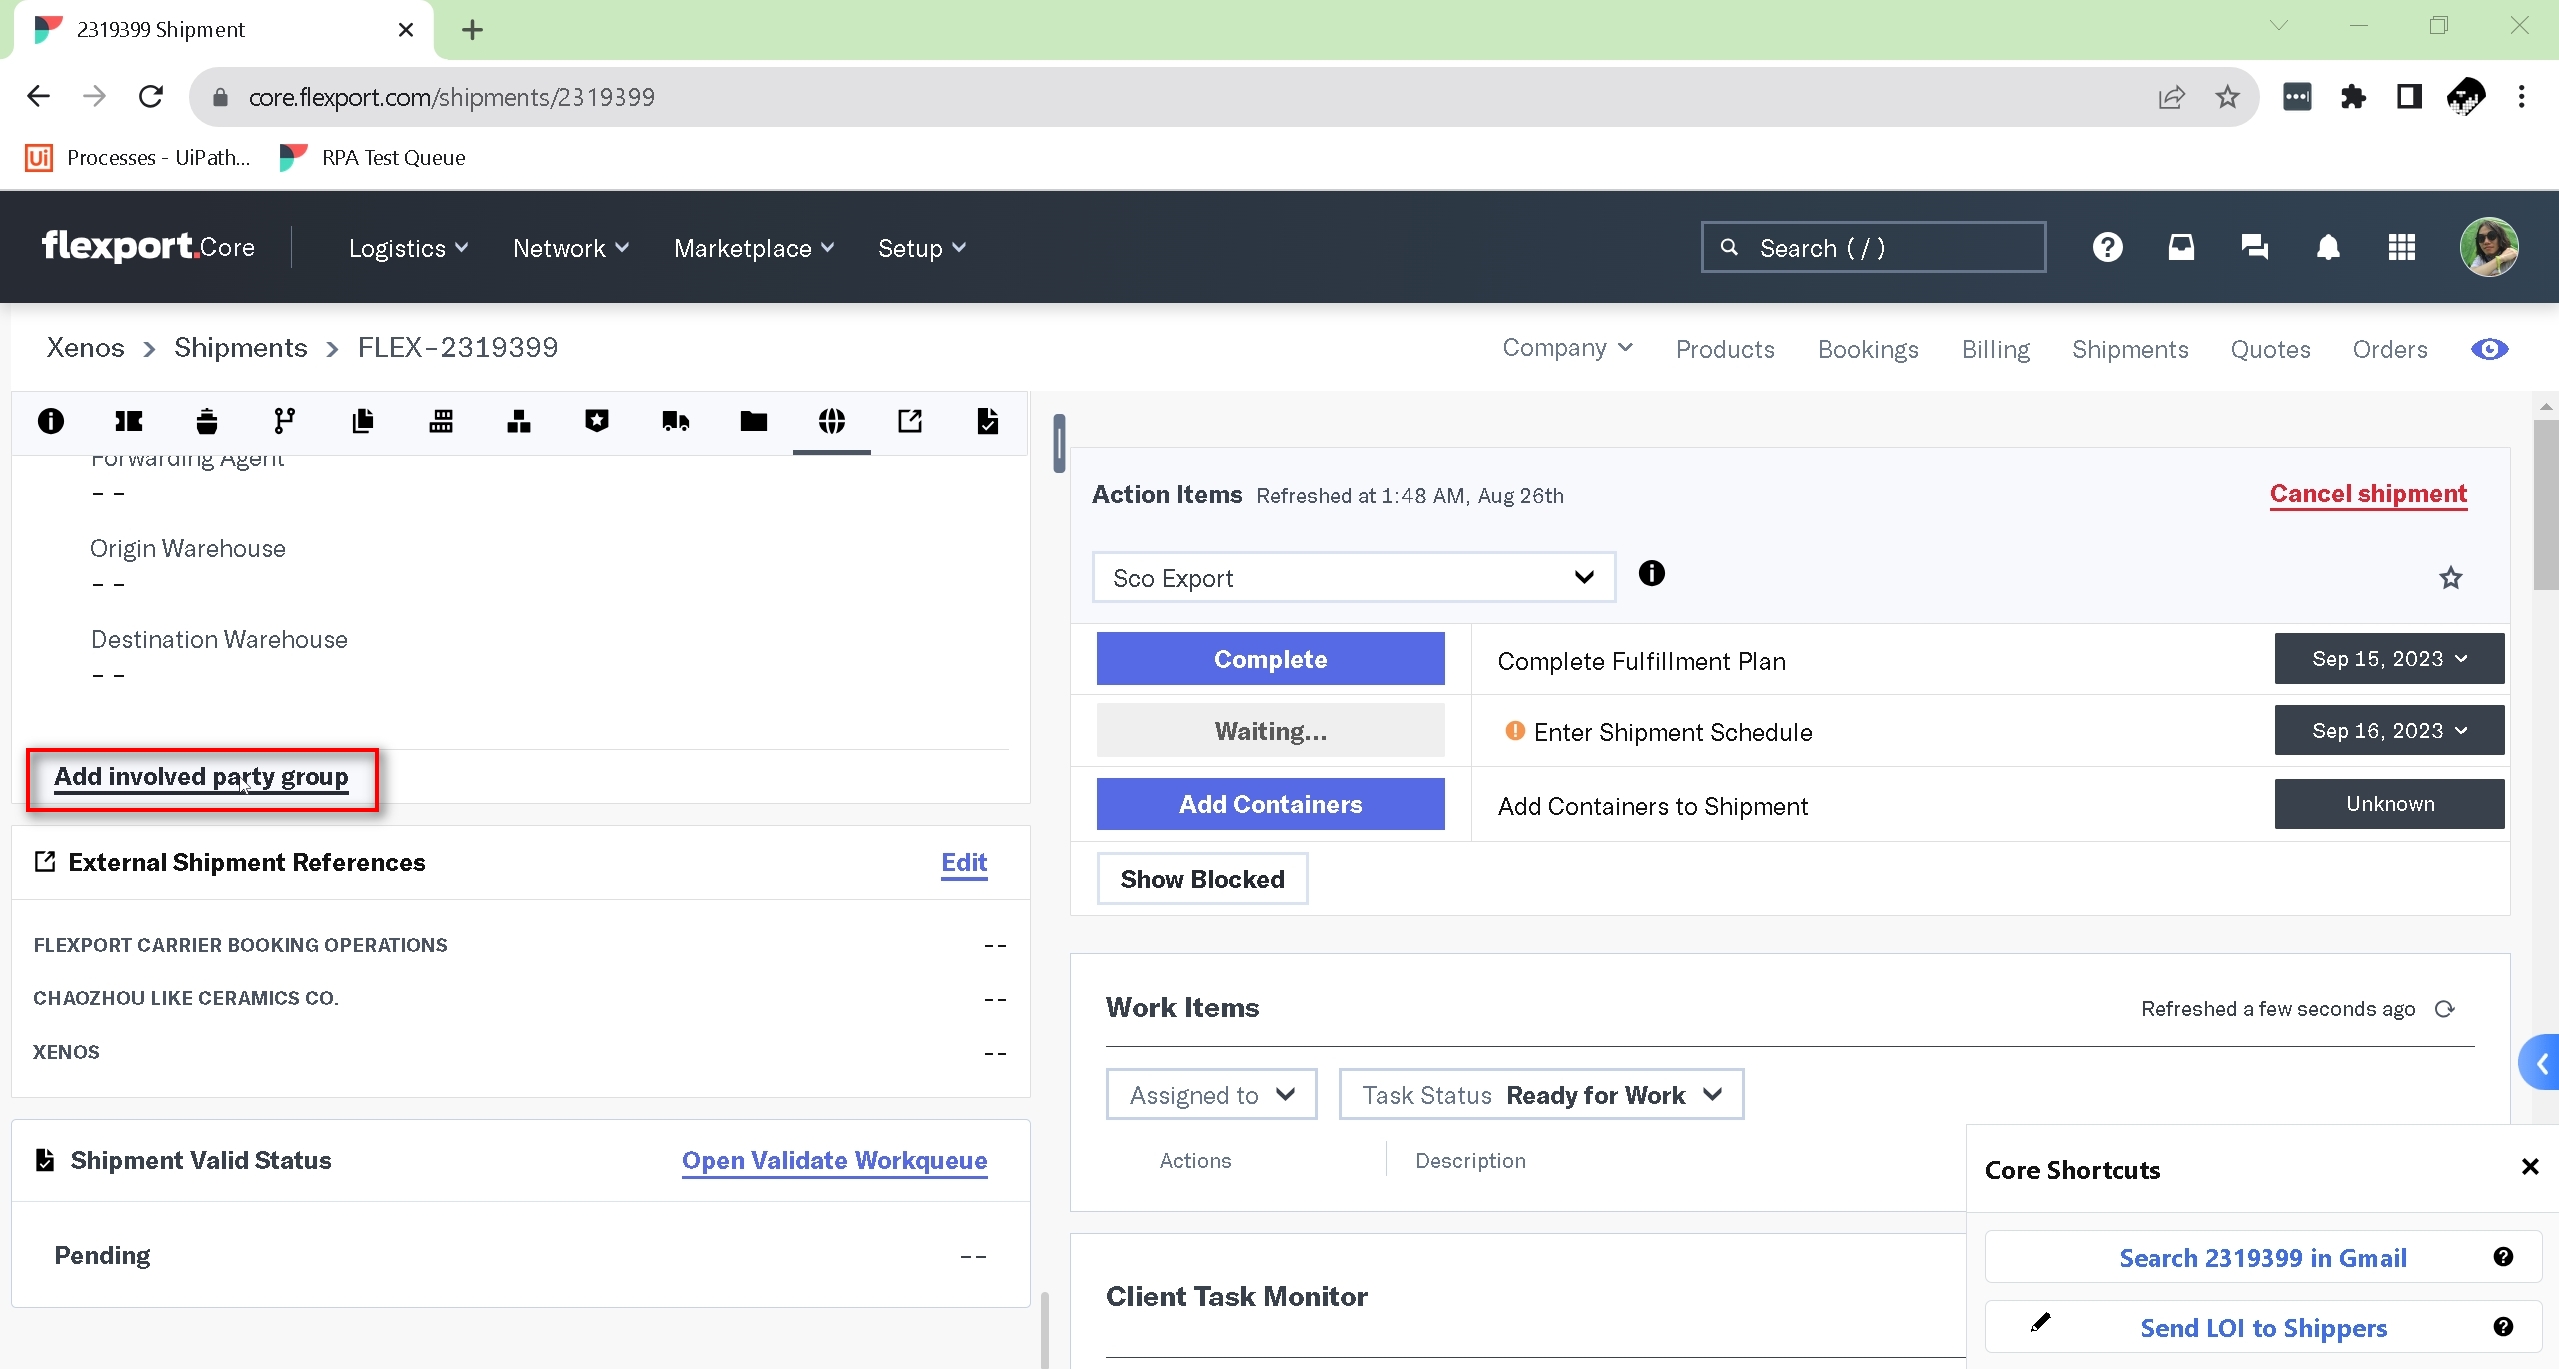 2319399 Shipment
core.flexport.com/shipments/2319399
Processes - UiPath...
RPA Test Queue
flexport.Core
Logistics
Network
Marketplace
Setup
Search ( / )
Xenos > Shipments > FLEX-2319399
Company
Products
Bookings
Billing
Shipments
Quotes
Orders
Forwarding Agent
--
Origin Warehouse
--
Destination Warehouse
--
Add involved party group
External Shipment References
Edit
FLEXPORT CARRIER BOOKING OPERATIONS --
CHAOZHOU LIKE CERAMICS CO. --
XENOS --
Shipment Valid Status
Open Validate Workqueue
Pending --
Action Items Refreshed at 1:48 AM, Aug 26th
Cancel shipment
Sco Export
Complete
Complete Fulfillment Plan
Sep 15, 2023
Waiting...
Enter Shipment Schedule
Sep 16, 2023
Add Containers
Add Containers to Shipment
Unknown
Show Blocked
Work Items
Refreshed a few seconds ago
Assigned to
Task Status Ready for Work
Actions
Description
Client Task Monitor
Core Shortcuts
Search 2319399 in Gmail
Send LOI to Shippers